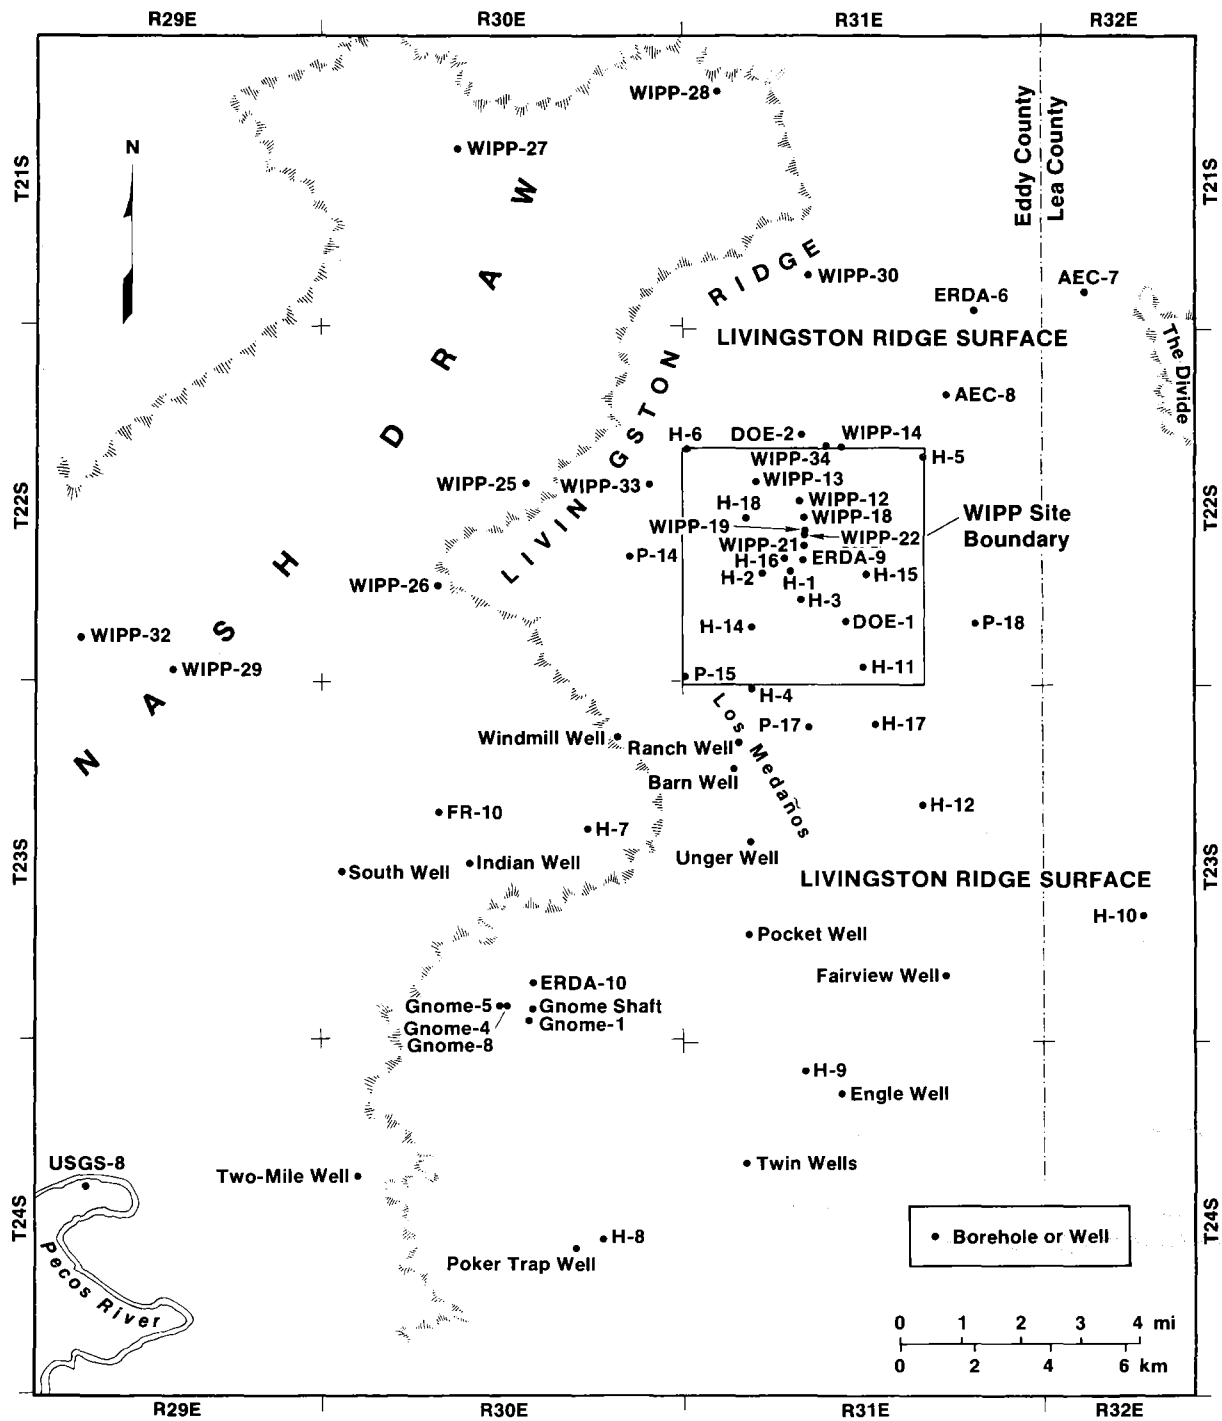 R29E
R30E
R31E
R32E
WIPP-28
N
WIPP-27
T21S
T21S
Eddy County
Lea County
NASH DRAW
LIVINGSTON RIDGE
WIPP-30
AEC-7
ERDA-6
LIVINGSTON RIDGE SURFACE
The Divide
AEC-8
H-6
DOE-2
WIPP-14
WIPP-34
H-5
WIPP-25
WIPP-33
WIPP-13
T22S
T22S
WIPP-12
H-18
WIPP-18
WIPP Site
Boundary
WIPP-19
WIPP-22
WIPP-21
P-14
H-16
ERDA-9
H-2
H-1
H-15
WIPP-26
H-3
H-14
DOE-1
P-18
WIPP-32
WIPP-29
H-11
P-15
H-4
Los Medaños
P-17
H-17
Windmill Well
Ranch Well
Barn Well
FR-10
H-7
H-12
Unger Well
T23S
T23S
South Well
Indian Well
LIVINGSTON RIDGE SURFACE
H-10
Pocket Well
Fairview Well
ERDA-10
Gnome-5
Gnome Shaft
Gnome-4
Gnome-1
Gnome-8
H-9
Engle Well
USGS-8
Two-Mile Well
Twin Wells
T24S
T24S
H-8
Poker Trap Well
Pecos River
Borehole or Well
0 1 2 3 4 mi
0 2 4 6 km
R29E
R30E
R31E
R32E